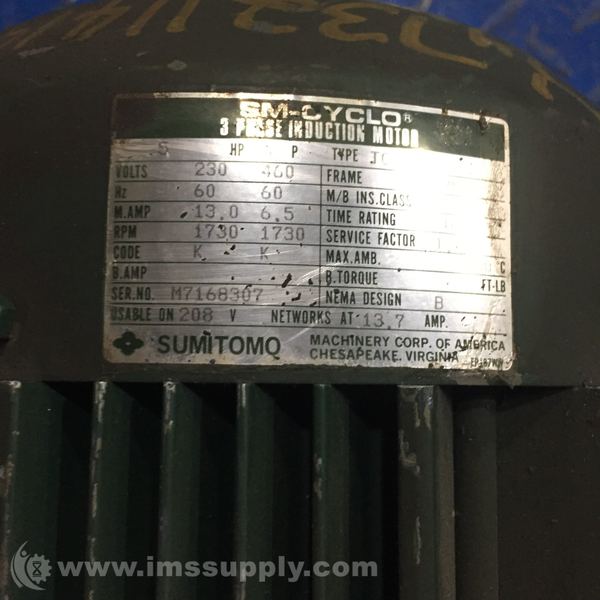 SM-CYCLO®
3 PHASE INDUCTION MOTOR
5 HP P TYPE
VOLTS 230 460 FRAME
Hz 60 60 M/B INS.CLASS
M.AMP 13.0 6.5 TIME RATING
RPM 1730 1730 SERVICE FACTOR
CODE K K MAX.AMB. °C
B.AMP B.TORQUE FT-LB
SER.NO. M7168307 NEMA DESIGN B
USABLE ON 208 V NETWORKS AT 13.7 AMP.
SUMITOMO MACHINERY CORP. OF AMERICA
CHESAPEAKE. VIRGINIA
www.imssupply.com